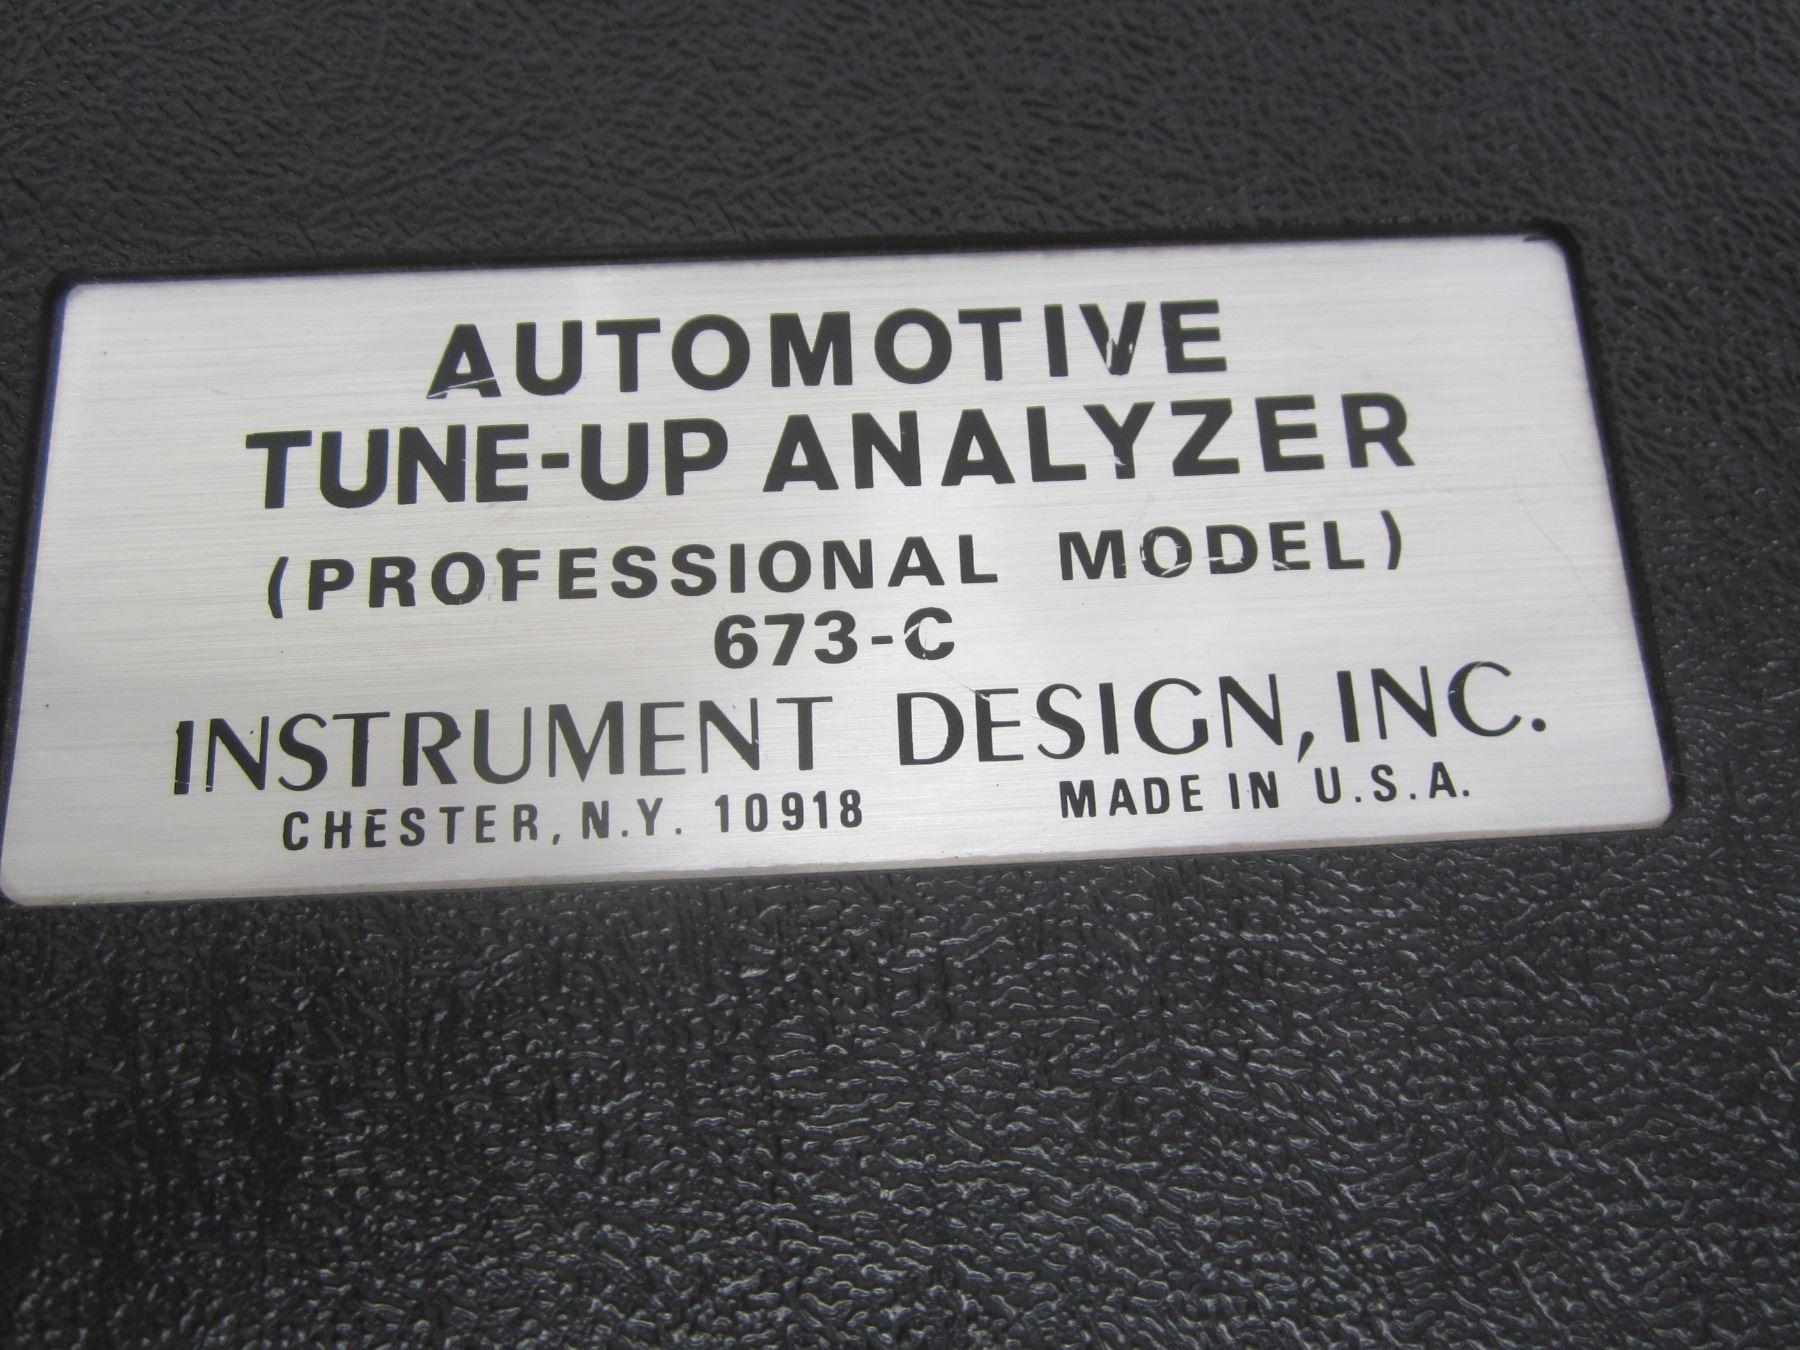 AUTOMOTIVE
TUNE-UP ANALYZER
(PROFESSIONAL MODEL)
673-C
INSTRUMENT DESIGN, INC.
CHESTER, N.Y. 10918 MADE IN U.S.A.